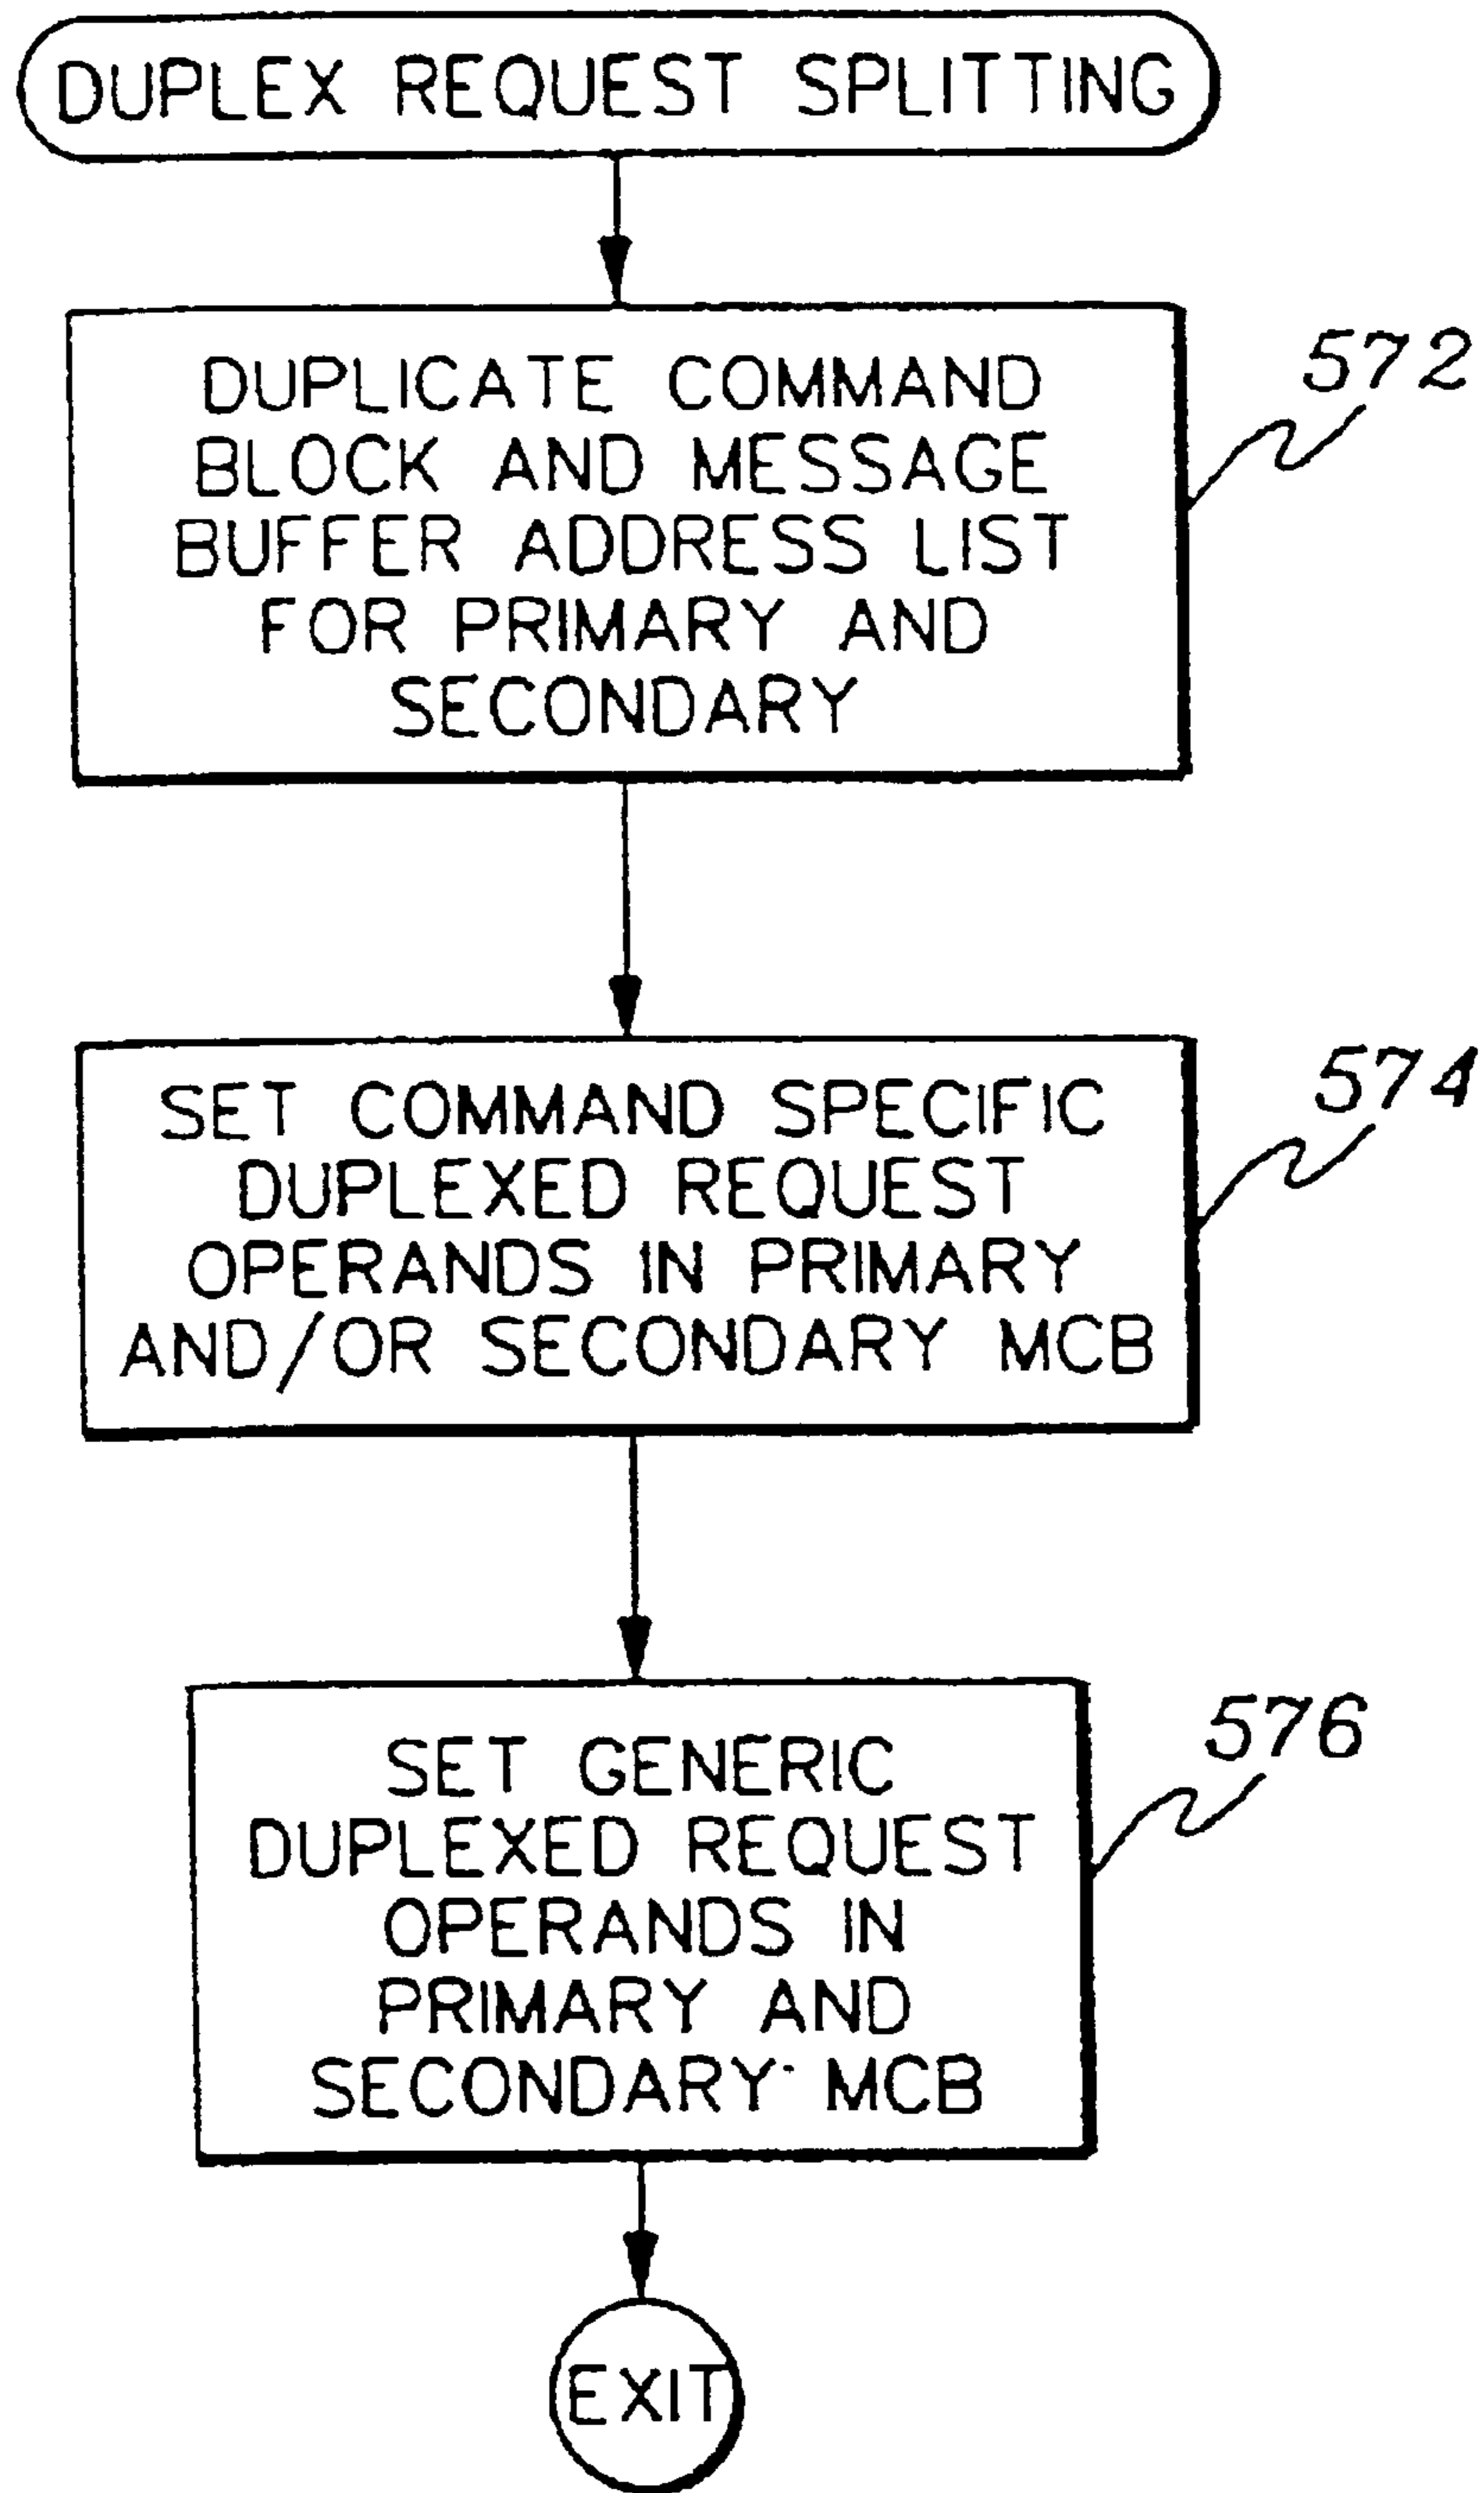 DUPLEX REQUEST SPLITTING
DUPLICATE COMMAND
BLOCK AND MESSAGE
BUFFER ADDRESS LIST
FOR PRIMARY AND
SECONDARY
572
SET COMMAND SPECIFIC
DUPLEXED REQUEST
OPERANDS IN PRIMARY
AND/OR SECONDARY MCB
574
SET GENERIC
DUPLEXED REQUEST
OPERANDS IN
PRIMARY AND
SECONDARY MCB
576
EXIT